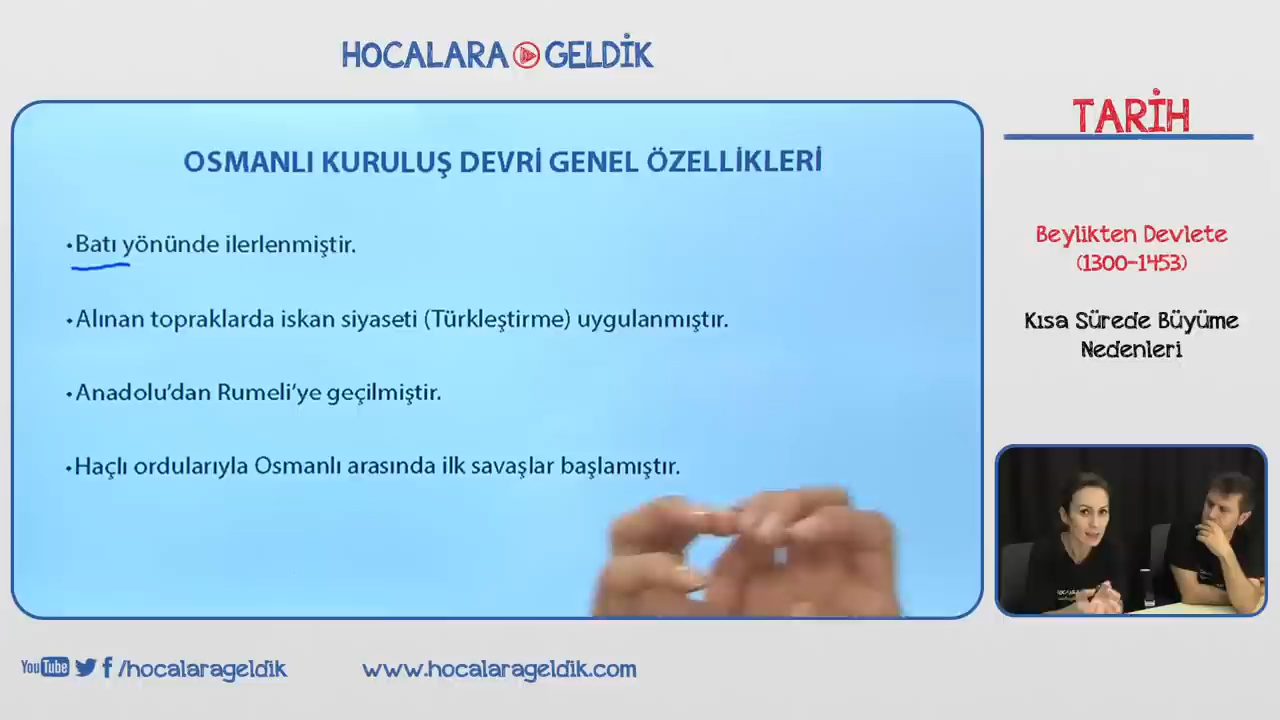 HOCALARA GELDİK
TARİH
OSMANLI KURULUŞ DEVRİ GENEL ÖZELLİKLERİ
•Batı yönünde ilerlenmiştir.
•Alınan topraklarda iskan siyaseti (Türkleştirme) uygulanmıştır.
•Anadolu'dan Rumeli'ye geçilmiştir.
•Haçlı ordularıyla Osmanlı arasında ilk savaşlar başlamıştır.
Beylikten Devlete
(1300-1453)
Kısa Sürede Büyüme
Nedenleri
YouTube f /hocalarageldik
www.hocalarageldik.com